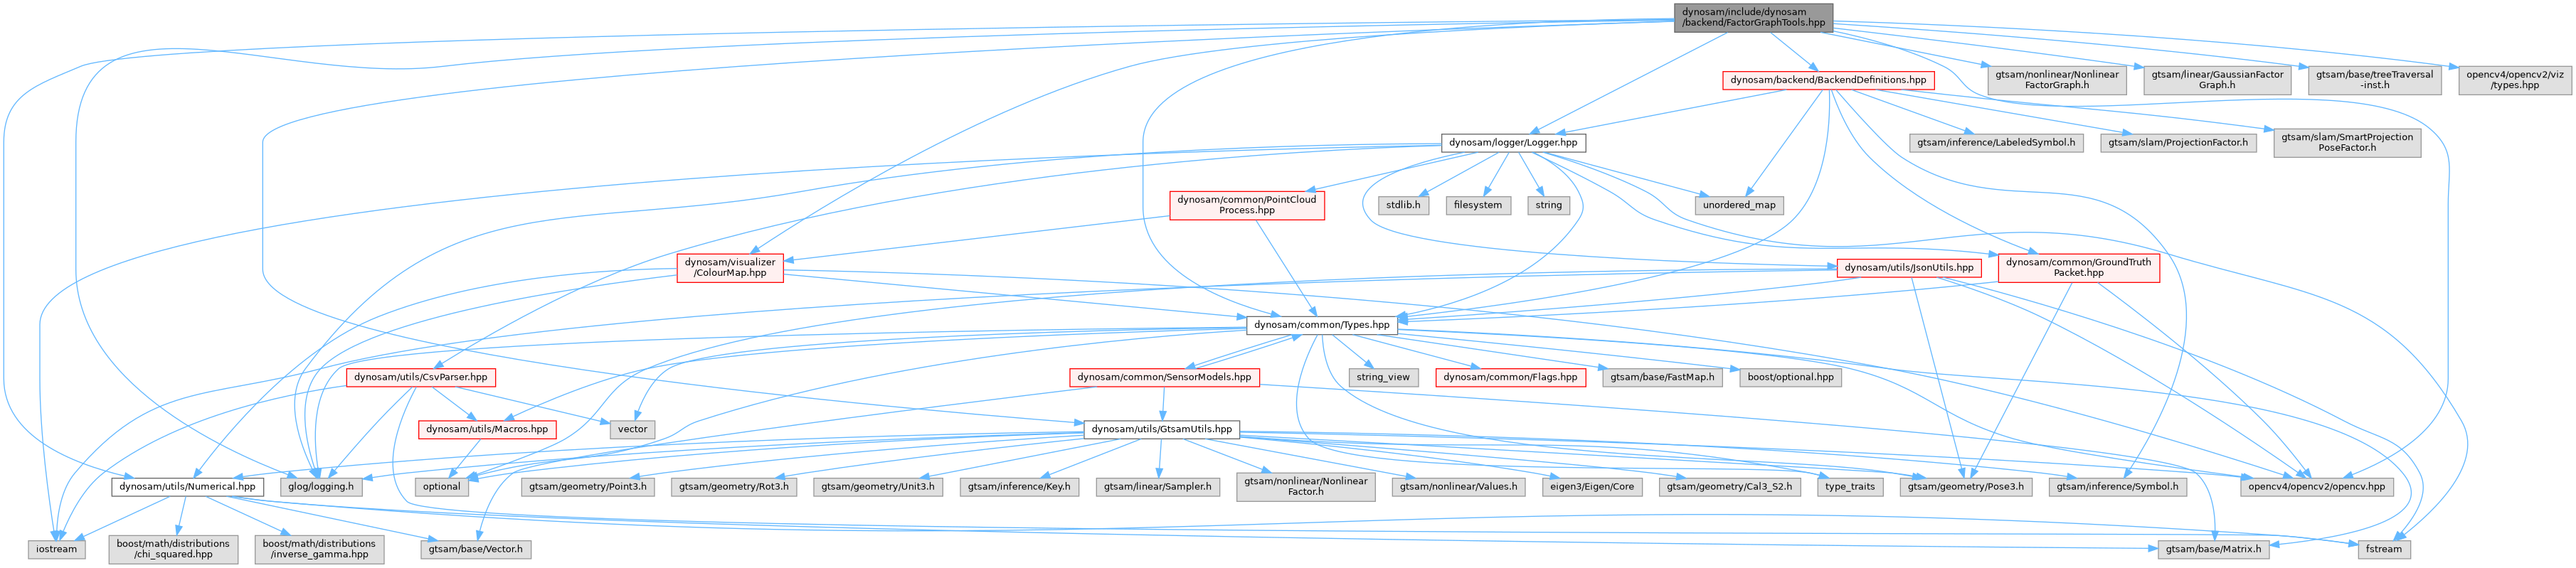 dynosam/include/dynosam
/backend/FactorGraphTools.hpp
dynosam/backend/BackendDefinitions.hpp
gtsam/nonlinear/Nonlinear
FactorGraph.h
gtsam/linear/GaussianFactor
Graph.h
gtsam/base/treeTraversal
-inst.h
opencv4/opencv2/viz
/types.hpp
dynosam/logger/Logger.hpp
gtsam/inference/LabeledSymbol.h
gtsam/slam/ProjectionFactor.h
gtsam/slam/SmartProjection
PoseFactor.h
dynosam/common/PointCloud
Process.hpp
stdlib.h
filesystem
string
unordered_map
dynosam/visualizer
/ColourMap.hpp
dynosam/utils/JsonUtils.hpp
dynosam/common/GroundTruth
Packet.hpp
dynosam/common/Types.hpp
dynosam/utils/CsvParser.hpp
dynosam/common/SensorModels.hpp
string_view
dynosam/common/Flags.hpp
gtsam/base/FastMap.h
boost/optional.hpp
dynosam/utils/Macros.hpp
vector
dynosam/utils/GtsamUtils.hpp
dynosam/utils/Numerical.hpp
glog/logging.h
optional
gtsam/geometry/Point3.h
gtsam/geometry/Rot3.h
gtsam/geometry/Unit3.h
gtsam/inference/Key.h
gtsam/linear/Sampler.h
gtsam/nonlinear/Nonlinear
Factor.h
gtsam/nonlinear/Values.h
eigen3/Eigen/Core
gtsam/geometry/Cal3_S2.h
type_traits
gtsam/geometry/Pose3.h
gtsam/inference/Symbol.h
opencv4/opencv2/opencv.hpp
iostream
boost/math/distributions
/chi_squared.hpp
boost/math/distributions
/inverse_gamma.hpp
gtsam/base/Vector.h
gtsam/base/Matrix.h
fstream